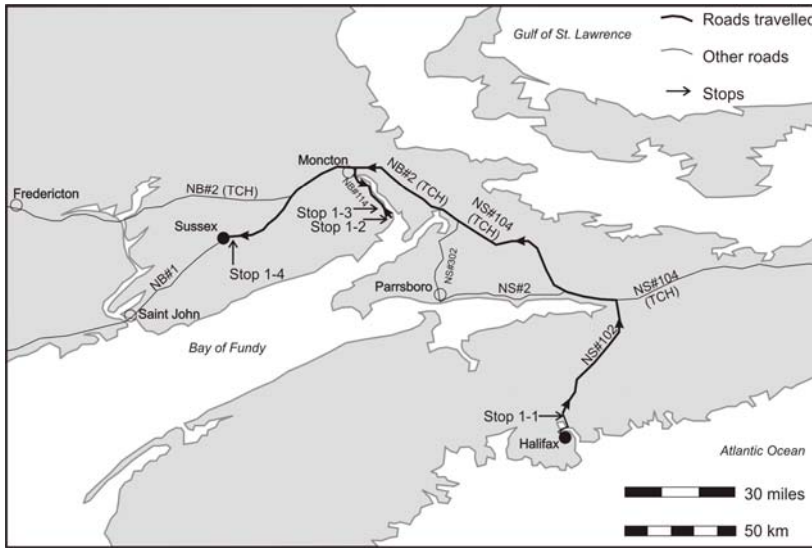 Roads travelled
Gulf of St. Lawrence
Other roads
Stops
Moncton
NB#2 (TCH)
Fredericton
NB#2 (TCH)
NB#114
Stop 1-3
Stop 1-2
NS#104
(TCH)
Sussex
Stop 1-4
NS#302
NB#1
Parrsboro
NS#2
NS#104
(TCH)
Saint John
Bay of Fundy
NS#102
Stop 1-1
Halifax
Atlantic Ocean
30 miles
50 km